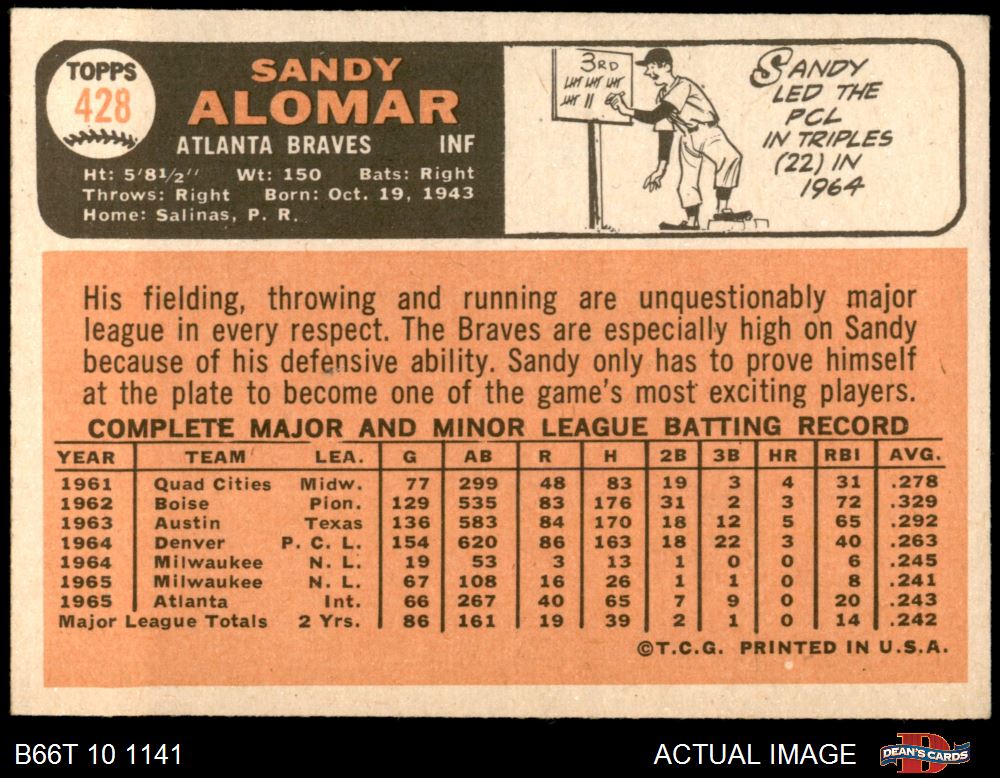 TOPPS
428
SANDY
ALOMAR
ATLANTA BRAVES INF
Ht: 5'81/2" Wt: 150 Bats: Right
Throws: Right Born: Oct. 19, 1943
Home: Salinas, P. R.
3RD
SANDY
LED THE
PCL
IN TRIPLES
(22) IN
1964
His fielding, throwing and running are unquestionably major
league in every respect. The Braves are especially high on Sandy
because of his defensive ability. Sandy only has to prove himself
at the plate to become one of the game's most exciting players.
COMPLETE MAJOR AND MINOR LEAGUE BATTING RECORD
YEAR TEAM LEA. G AB R H 2B 3B HR RBI AVG.
1961 Quad Cities Midw. 77 299 48 83 19 3 4 31 .278
1962 Boise Pion. 129 535 83 176 31 2 3 72 .329
1963 Austin Texas 136 583 84 170 18 12 5 65 .292
1964 Denver P. C. L. 154 620 86 163 18 22 3 40 .263
1964 Milwaukee N. L. 19 53 3 13 1 0 0 6 .245
1965 Milwaukee N. L. 67 108 16 26 1 1 0 8 .241
1965 Atlanta Int. 66 267 40 65 7 9 0 20 .243
Major League Totals 2 Yrs. 86 161 19 39 2 1 0 14 .242
©T.C.G. PRINTED IN U.S.A.
B66T 10 1141 ACTUAL IMAGE DEAN'S CARDS